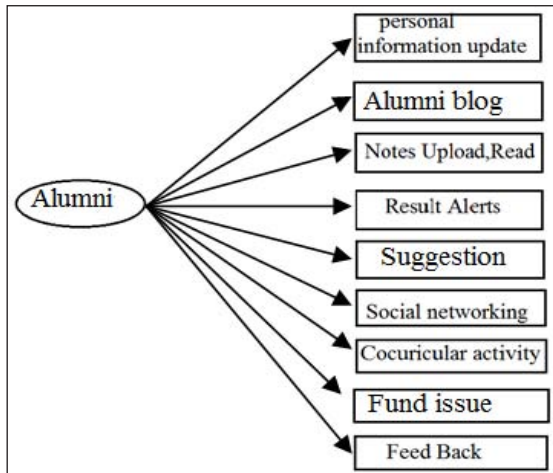 personal
information update
Alumni blog
Notes Upload,Read
Alumni
Result Alerts
Suggestion
Social networking
Cocuricular activity
Fund issue
Feed Back